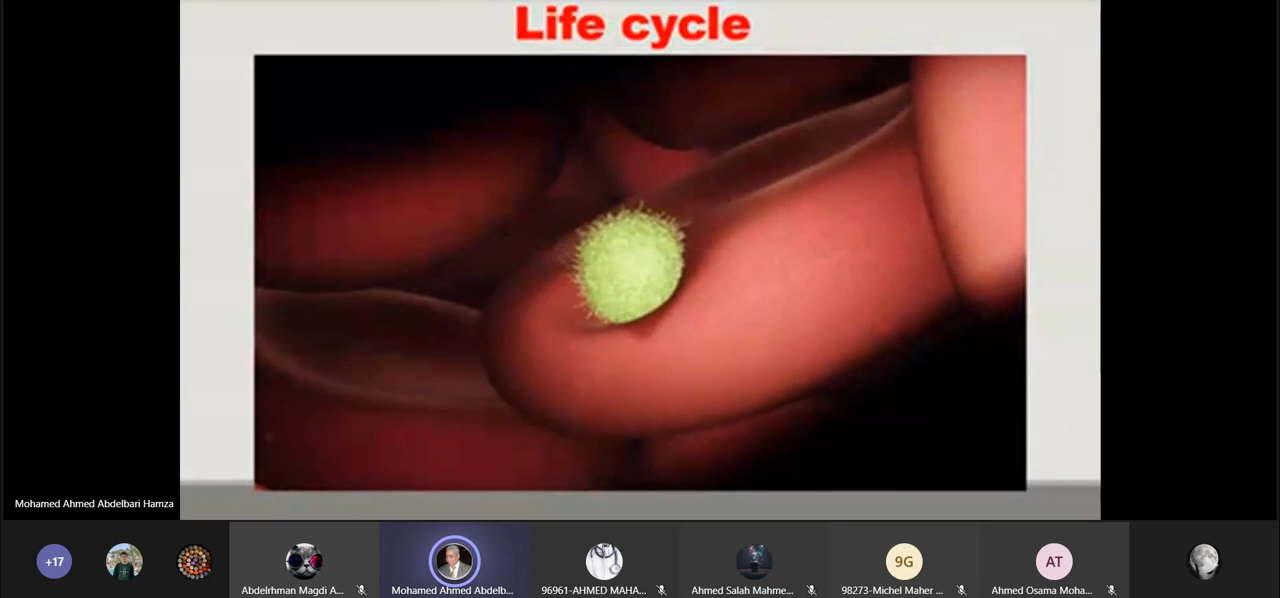 Life cycle
Mohamed Ahmed Abdelbari Hamza
+17
Abdelrhman Magdi A...
Mohamed Ahmed Abdelb...
96961-AHMED MAHA...
Ahmed Salah Mahme...
9G
98273-Michel Maher ...
AT
Ahmed Osama Moha...